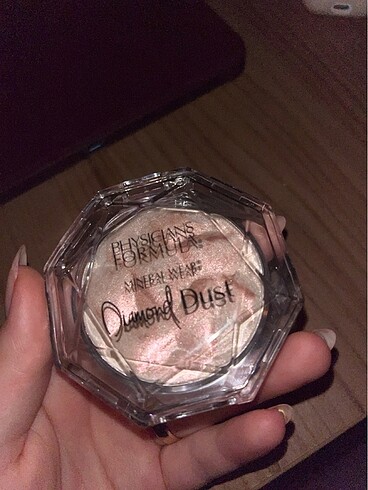 PHYSICIANS
FORMULA®
MINERAL WEAR®
Diamond Dust